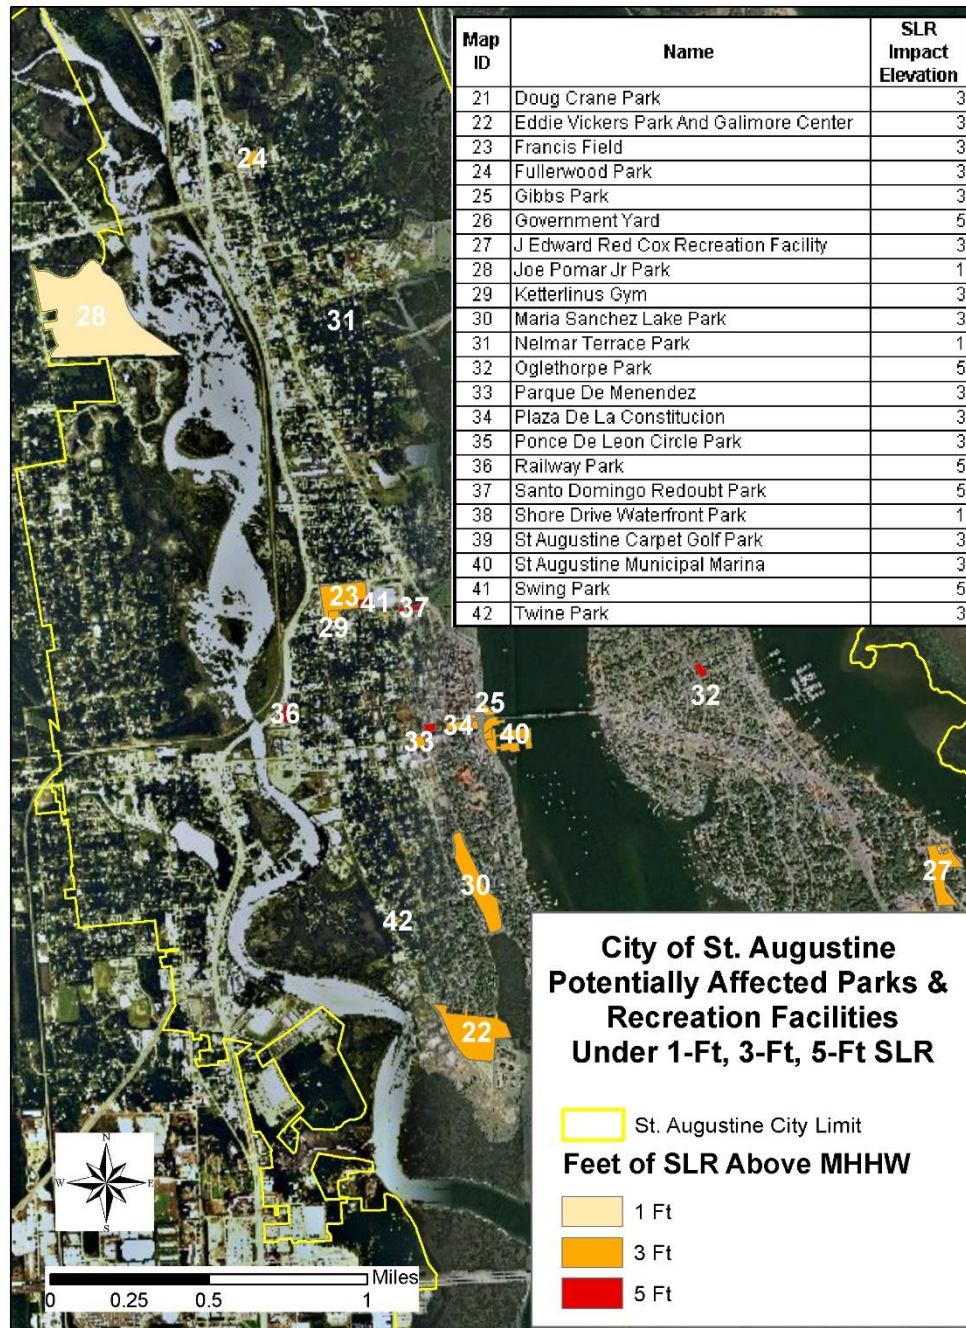 Map ID Name SLR Impact Elevation
21 Doug Crane Park 3
22 Eddie Vickers Park And Galimore Center 3
23 Francis Field 3
24 Fullerwood Park 3
25 Gibbs Park 3
26 Government Yard 5
27 J Edward Red Cox Recreation Facility 3
28 Joe Pomar Jr Park 1
29 Ketterlinus Gym 3
30 Maria Sanchez Lake Park 3
31 Nelmar Terrace Park 1
32 Oglethorpe Park 5
33 Parque De Menendez 3
34 Plaza De La Constitucion 3
35 Ponce De Leon Circle Park 3
36 Railway Park 5
37 Santo Domingo Redoubt Park 5
38 Shore Drive Waterfront Park 1
39 St Augustine Carpet Golf Park 3
40 St Augustine Municipal Marina 3
41 Swing Park 5
42 Twine Park 3
24
28
31
23 41 37
29
32
36
25
33 34 40
27
30
42
22
City of St. Augustine
Potentially Affected Parks &
Recreation Facilities
Under 1-Ft, 3-Ft, 5-Ft SLR
St. Augustine City Limit
Feet of SLR Above MHHW
1 Ft
3 Ft
5 Ft
N
W E
S
Miles
0 0.25 0.5 1